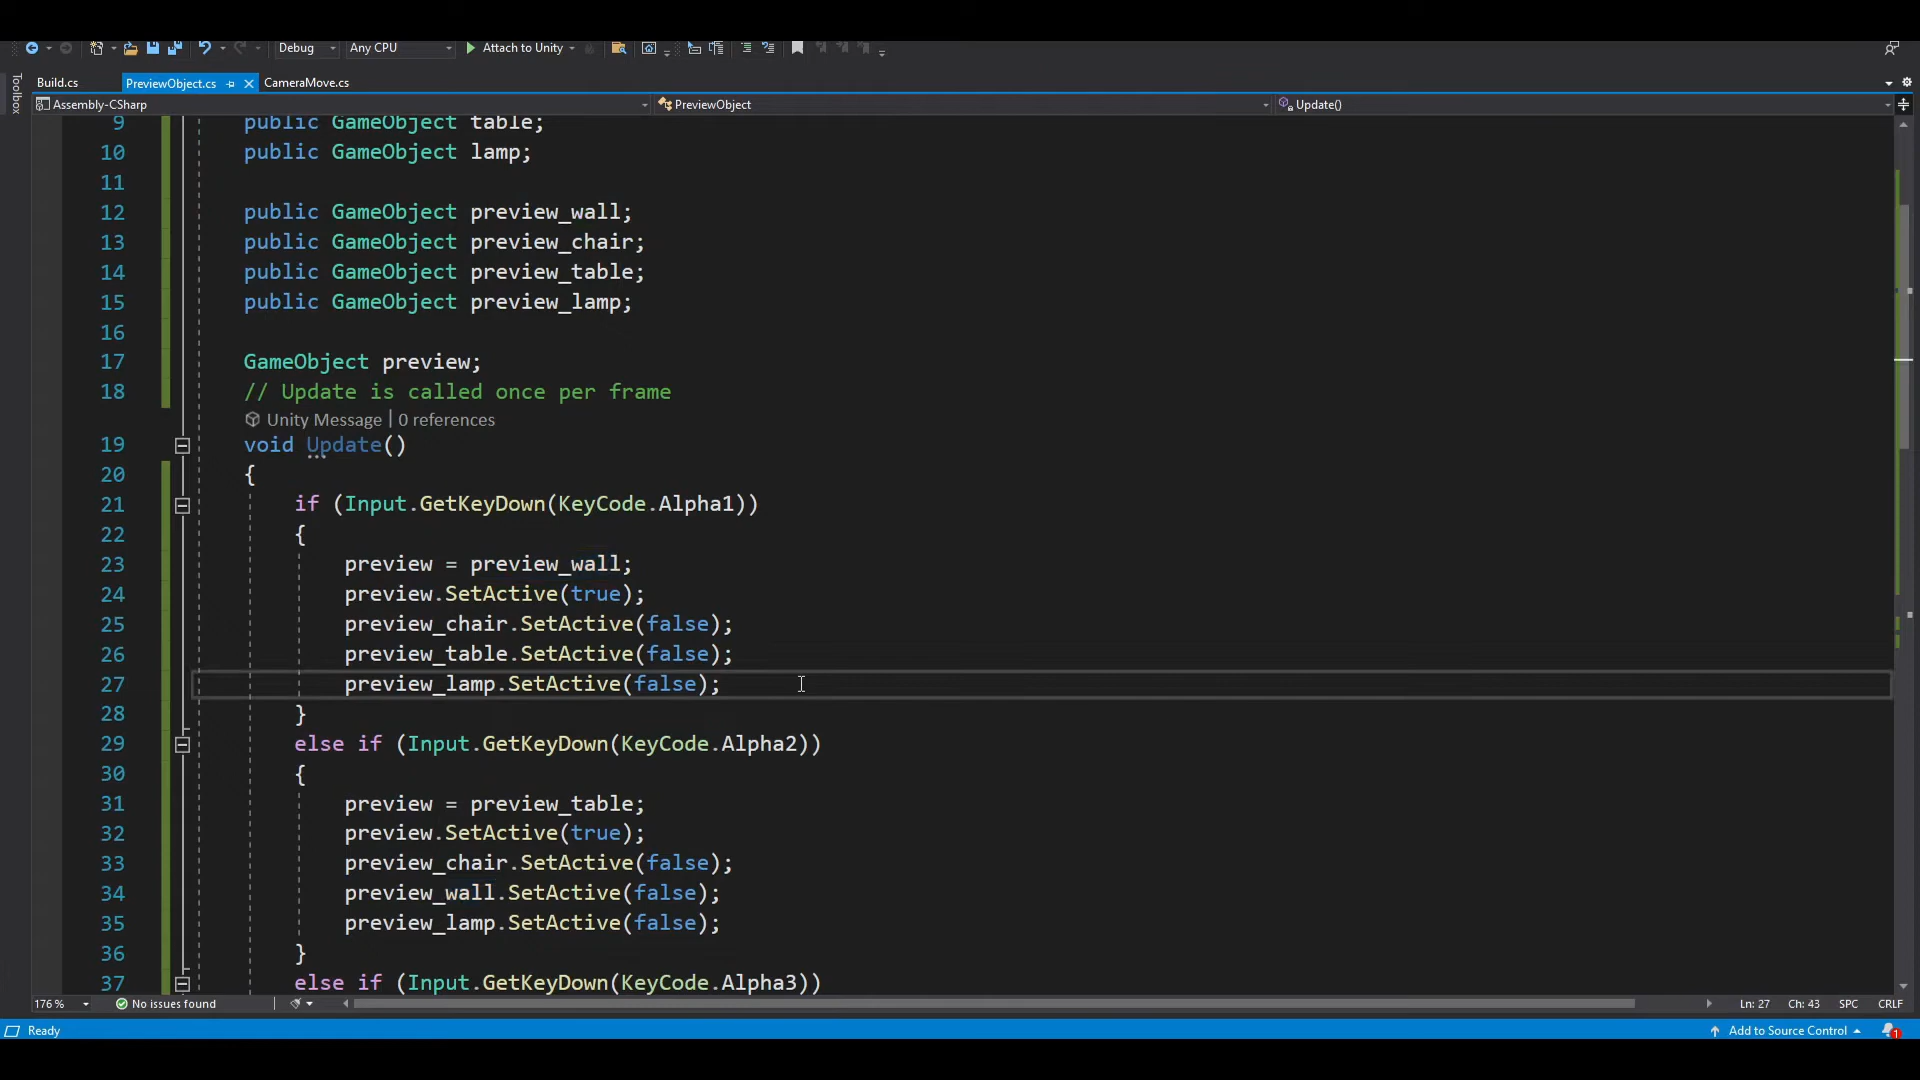 Debug Any CPU Attach to Unity
Toolbox
Build.cs PreviewObject.cs CameraMove.cs
Assembly-CSharp PreviewObject Update()
9 public GameObject table;
10 public GameObject lamp;
11
12 public GameObject preview_wall;
13 public GameObject preview_chair;
14 public GameObject preview_table;
15 public GameObject preview_lamp;
16
17 GameObject preview;
18 // Update is called once per frame
Unity Message | 0 references
19 void Update()
20 {
21 if (Input.GetKeyDown(KeyCode.Alpha1))
22 {
23 preview = preview_wall;
24 preview.SetActive(true);
25 preview_chair.SetActive(false);
26 preview_table.SetActive(false);
27 preview_lamp.SetActive(false);
28 }
29 else if (Input.GetKeyDown(KeyCode.Alpha2))
30 {
31 preview = preview_table;
32 preview.SetActive(true);
33 preview_chair.SetActive(false);
34 preview_wall.SetActive(false);
35 preview_lamp.SetActive(false);
36 }
37 else if (Input.GetKeyDown(KeyCode.Alpha3))
176 % No issues found Ln: 27 Ch: 43 SPC CRLF
Ready Add to Source Control 1